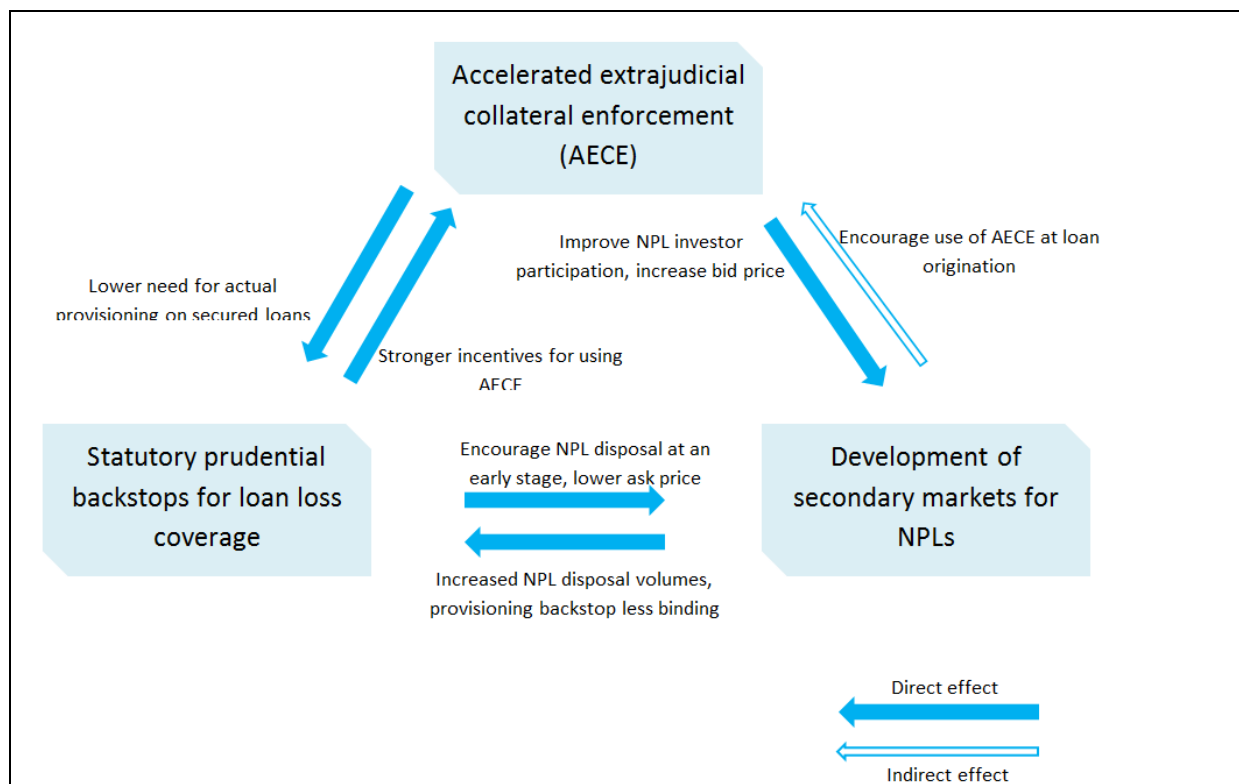 Accelerated extrajudicial
collateral enforcement
(AECE)
Improve NPL investor
participation, increase bid price
Encourage use of AECE at loan
origination
Lower need for actual
provisioning on secured loans
Stronger incentives for using
AECE
Statutory prudential
backstops for loan loss
coverage
Encourage NPL disposal at an
early stage, lower ask price
Increased NPL disposal volumes,
provisioning backstop less binding
Development of
secondary markets for
NPLs
Direct effect
Indirect effect